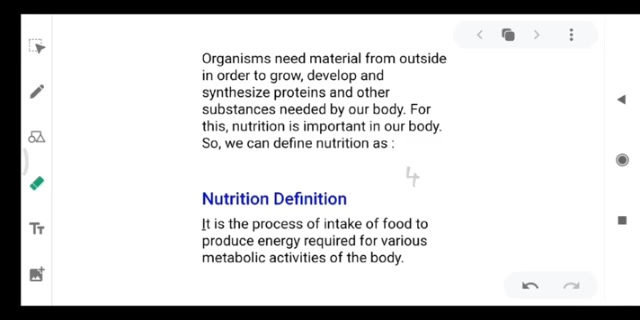 Organisms need material from outside
in order to grow, develop and
synthesize proteins and other
substances needed by our body. For
this, nutrition is important in our body.
So, we can define nutrition as :
4
Nutrition Definition
It is the process of intake of food to
produce energy required for various
metabolic activities of the body.
Tт